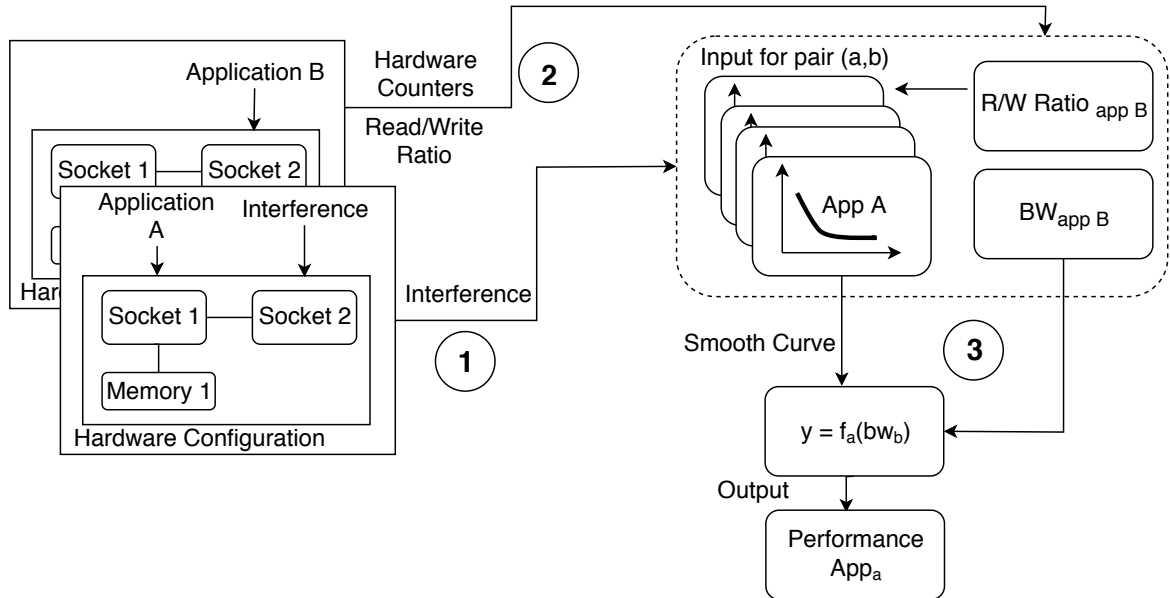 Application B
Socket 1
Socket 2
Hard
Application
A
Interference
Socket 1
Socket 2
Memory 1
Hardware Configuration
Hardware
Counters
Read/Write
Ratio
2
Interference
1
Input for pair (a,b)
App A
R/W Ratio app B
BWapp B
Smooth Curve
3
y = fa(bwb)
Output
Performance
Appa